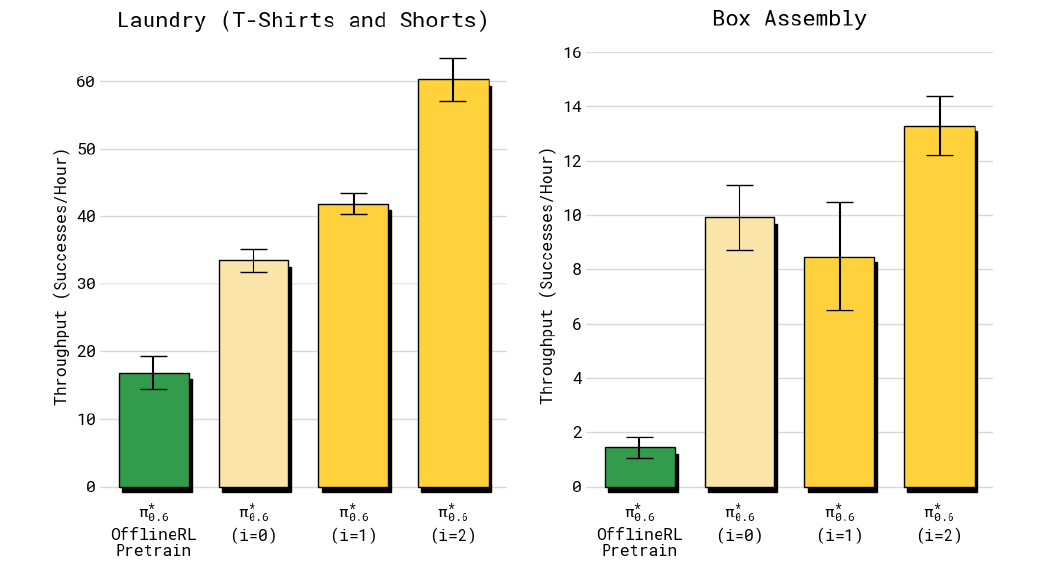 Laundry (T-Shirts and Shorts)
Throughput (Successes/Hour)
60
50
40
30
20
10
0
π*0.6
OfflineRL
Pretrain
π*0.6
(i=0)
π*0.6
(i=1)
π*0.6
(i=2)
Box Assembly
Throughput (Successes/Hour)
16
14
12
10
8
6
4
2
0
π*0.6
OfflineRL
Pretrain
π*0.6
(i=0)
π*0.6
(i=1)
π*0.6
(i=2)